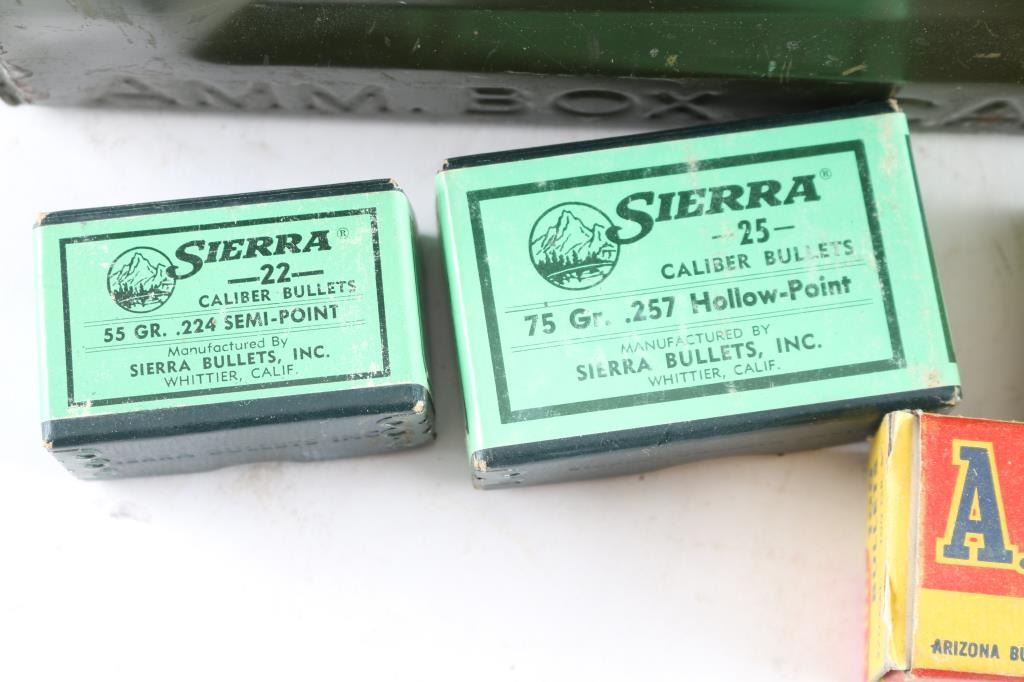 AMM. BOX
SIERRA®
—22—
CALIBER BULLETS
55 GR. .224 SEMI-POINT
Manufactured By
SIERRA BULLETS, INC.
WHITTIER, CALIF.
SIERRA®
—25—
CALIBER BULLETS
75 Gr. .257 Hollow-Point
MANUFACTURED BY
SIERRA BULLETS, INC.
WHITTIER, CALIF.
A.
ARIZONA